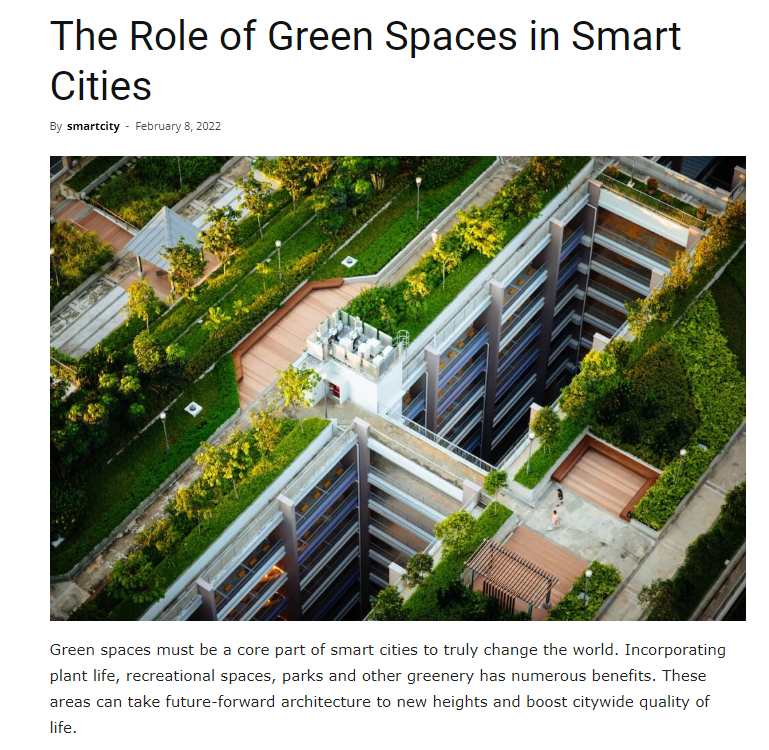 The Role of Green Spaces in Smart
Cities
By smartcity - February 8, 2022
Green spaces must be a core part of smart cities to truly change the world. Incorporating
plant life, recreational spaces, parks and other greenery has numerous benefits. These
areas can take future-forward architecture to new heights and boost citywide quality of
life.